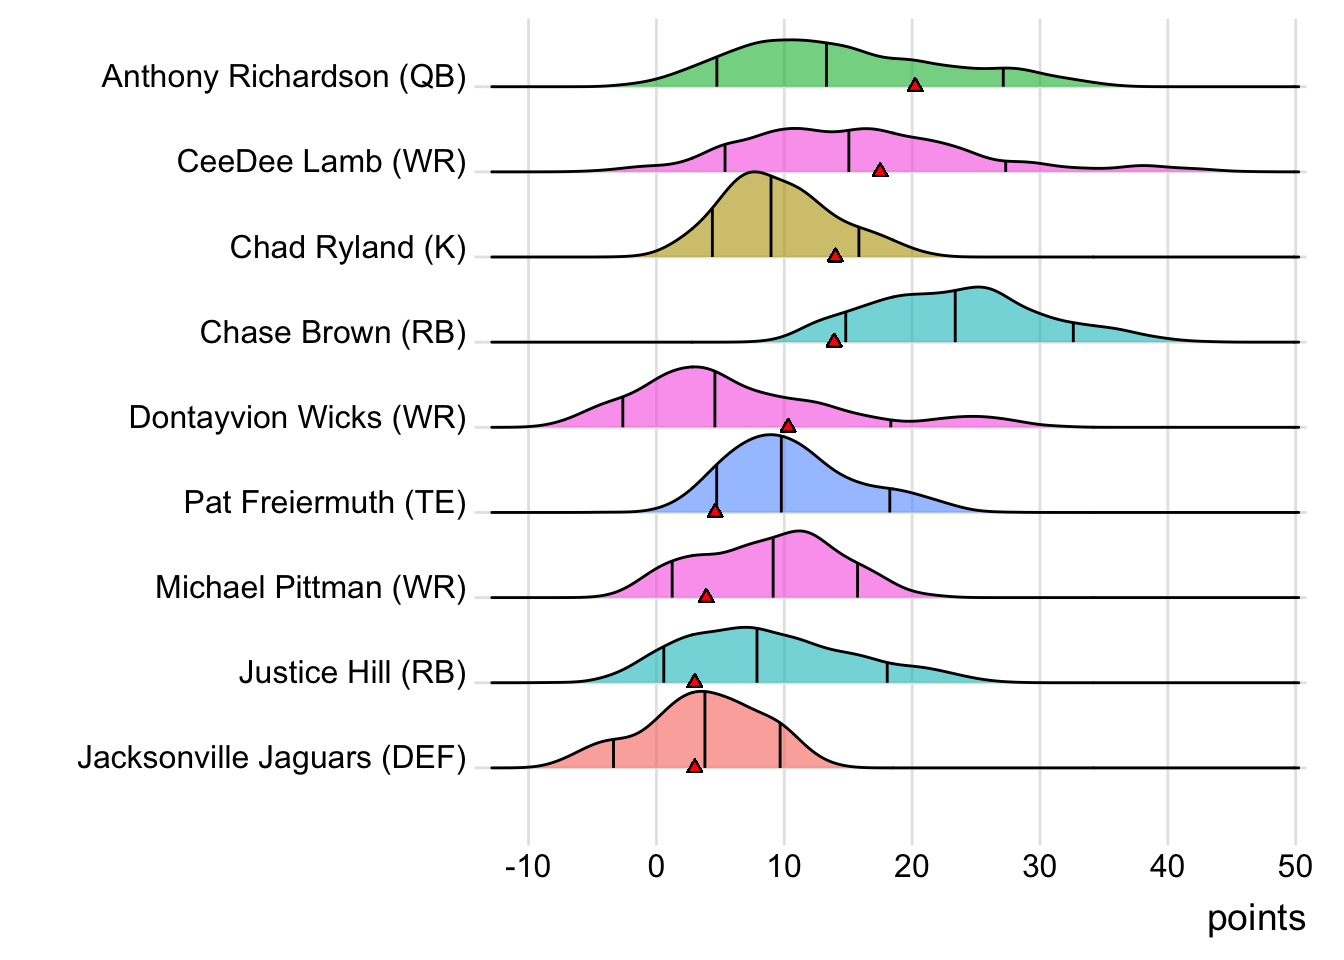 Anthony Richardson (QB)
CeeDee Lamb (WR)
Chad Ryland (K)
Chase Brown (RB)
Dontayvion Wicks (WR)
Pat Freiermuth (TE)
Michael Pittman (WR)
Justice Hill (RB)
Jacksonville Jaguars (DEF)
-10 0 10 20 30 40 50
points